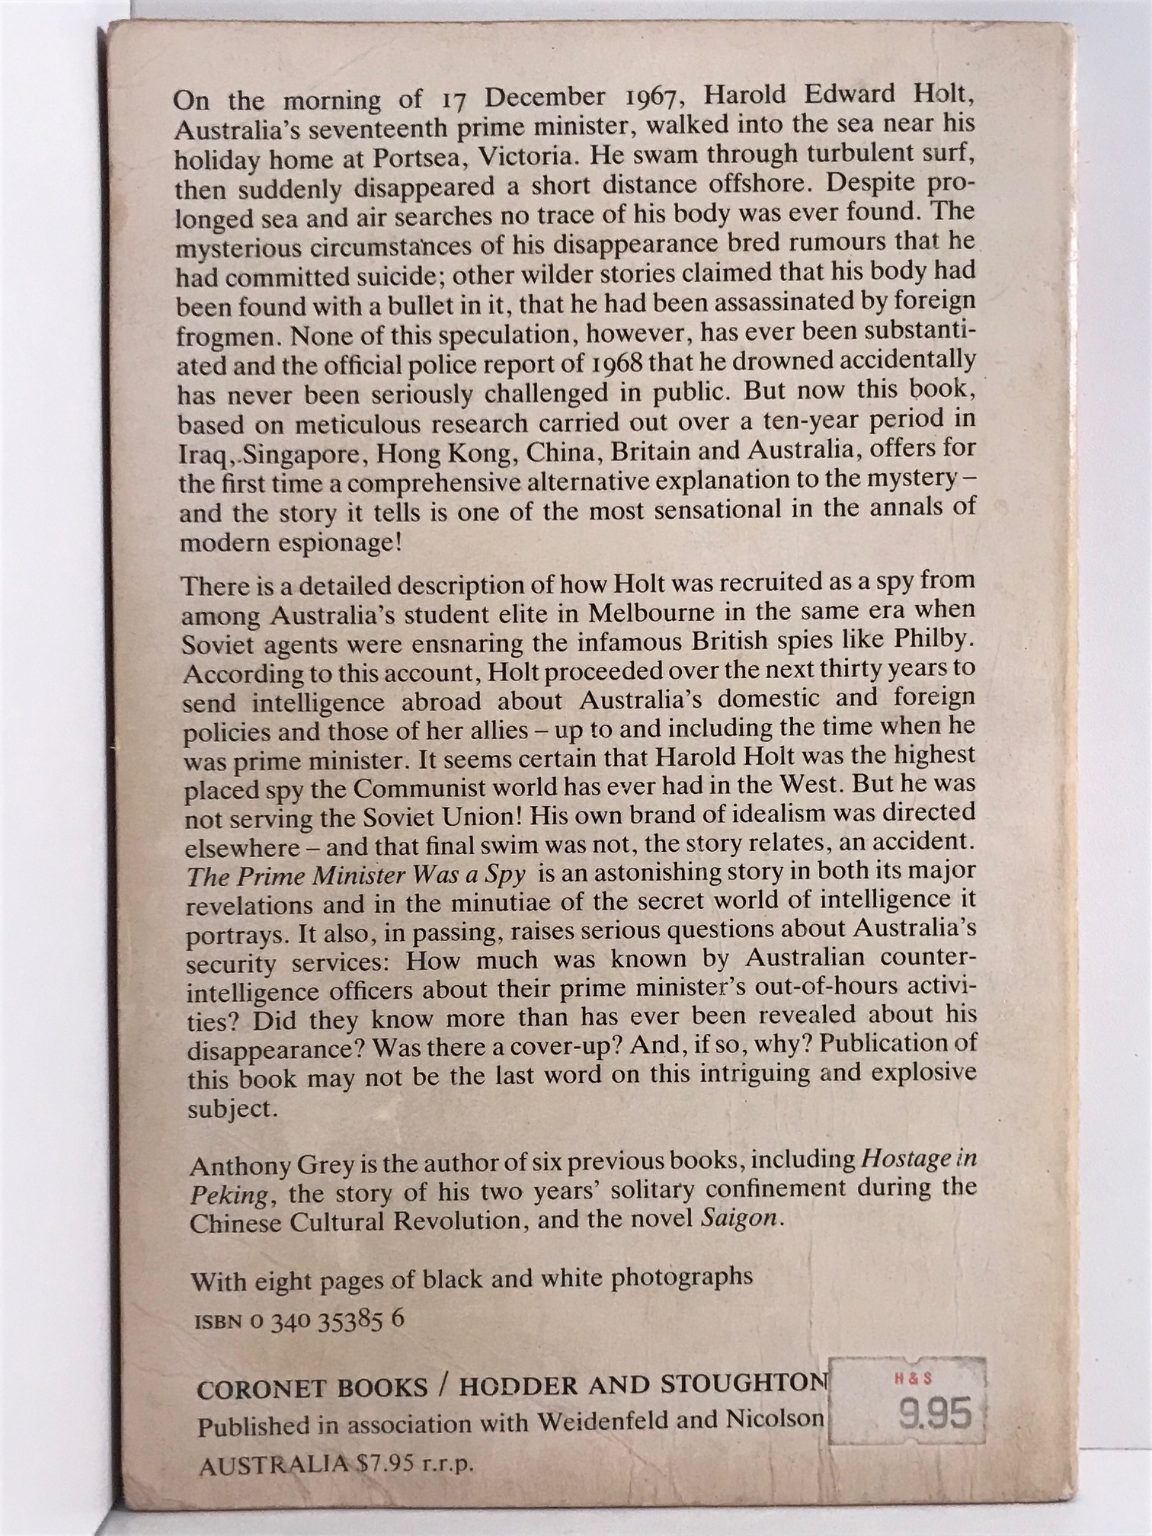 On the morning of 17 December 1967, Harold Edward Holt,
Australia's seventeenth prime minister, walked into the sea near his
holiday home at Portsea, Victoria. He swam through turbulent surf,
then suddenly disappeared a short distance offshore. Despite pro-
longed sea and air searches no trace of his body was ever found. The
mysterious circumstances of his disappearance bred rumours that he
had committed suicide; other wilder stories claimed that his body had
been found with a bullet in it, that he had been assassinated by foreign
frogmen. None of this speculation, however, has ever been substanti-
ated and the official police report of 1968 that he drowned accidentally
has never been seriously challenged in public. But now this book,
based on meticulous research carried out over a ten-year period in
Iraq, Singapore, Hong Kong, China, Britain and Australia, offers for
the first time a comprehensive alternative explanation to the mystery –
and the story it tells is one of the most sensational in the annals of
modern espionage!
There is a detailed description of how Holt was recruited as a spy from
among Australia's student elite in Melbourne in the same era when
Soviet agents were ensnaring the infamous British spies like Philby.
According to this account, Holt proceeded over the next thirty years to
send intelligence abroad about Australia's domestic and foreign
policies and those of her allies – up to and including the time when he
was prime minister. It seems certain that Harold Holt was the highest
placed spy the Communist world has ever had in the West. But he was
not serving the Soviet Union! His own brand of idealism was directed
elsewhere – and that final swim was not, the story relates, an accident.
The Prime Minister Was a Spy is an astonishing story in both its major
revelations and in the minutiae of the secret world of intelligence it
portrays. It also, in passing, raises serious questions about Australia's
security services: How much was known by Australian counter-
intelligence officers about their prime minister's out-of-hours activi-
ties? Did they know more than has ever been revealed about his
disappearance? Was there a cover-up? And, if so, why? Publication of
this book may not be the last word on this intriguing and explosive
subject.
Anthony Grey is the author of six previous books, including Hostage in
Peking, the story of his two years' solitary confinement during the
Chinese Cultural Revolution, and the novel Saigon.
With eight pages of black and white photographs
ISBN 0 340 35385 6
CORONET BOOKS / HODDER AND STOUGHTON
Published in association with Weidenfeld and Nicolson
AUSTRALIA $7.95 r.r.p.
H & S
9.95